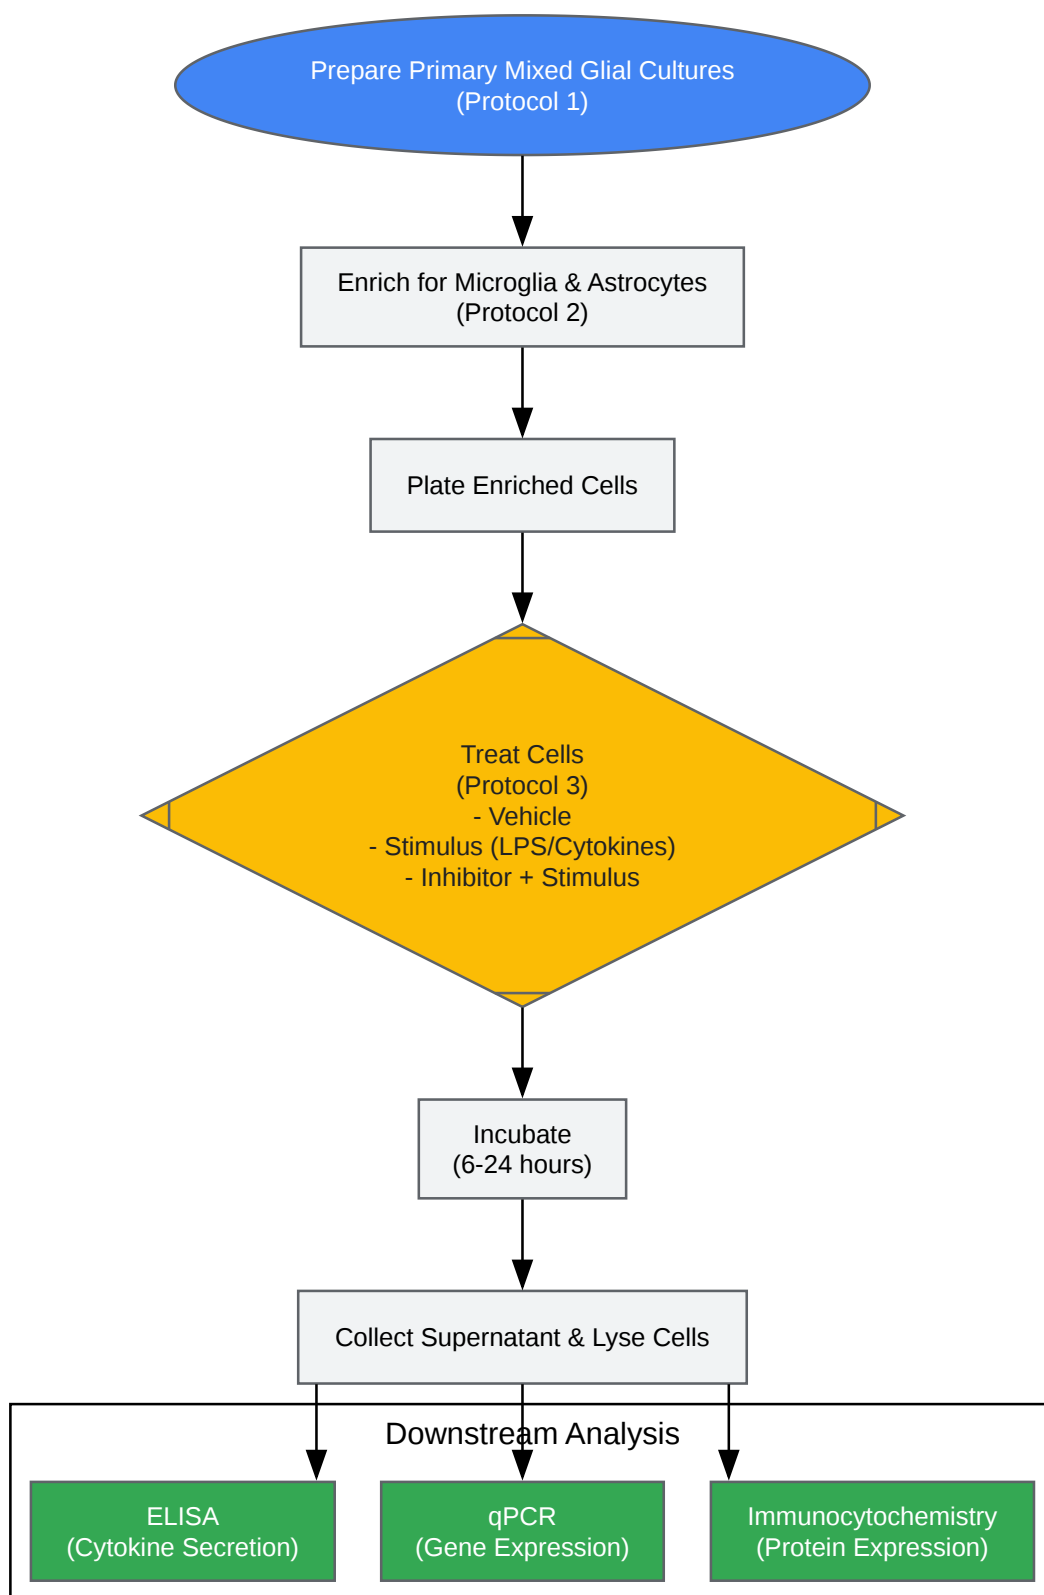 Prepare Primary Mixed Glial Cultures
(Protocol 1)
Enrich for Microglia & Astrocytes
(Protocol 2)
Plate Enriched Cells
Treat Cells
(Protocol 3)
- Vehicle
- Stimulus (LPS/Cytokines)
- Inhibitor + Stimulus
Incubate
(6-24 hours)
Collect Supernatant & Lyse Cells
Downstream Analysis
ELISA
(Cytokine Secretion)
qPCR
(Gene Expression)
Immunocytochemistry
(Protein Expression)